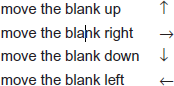 move the blank up ↑
move the blank right →
move the blank down ↓
move the blank left ←